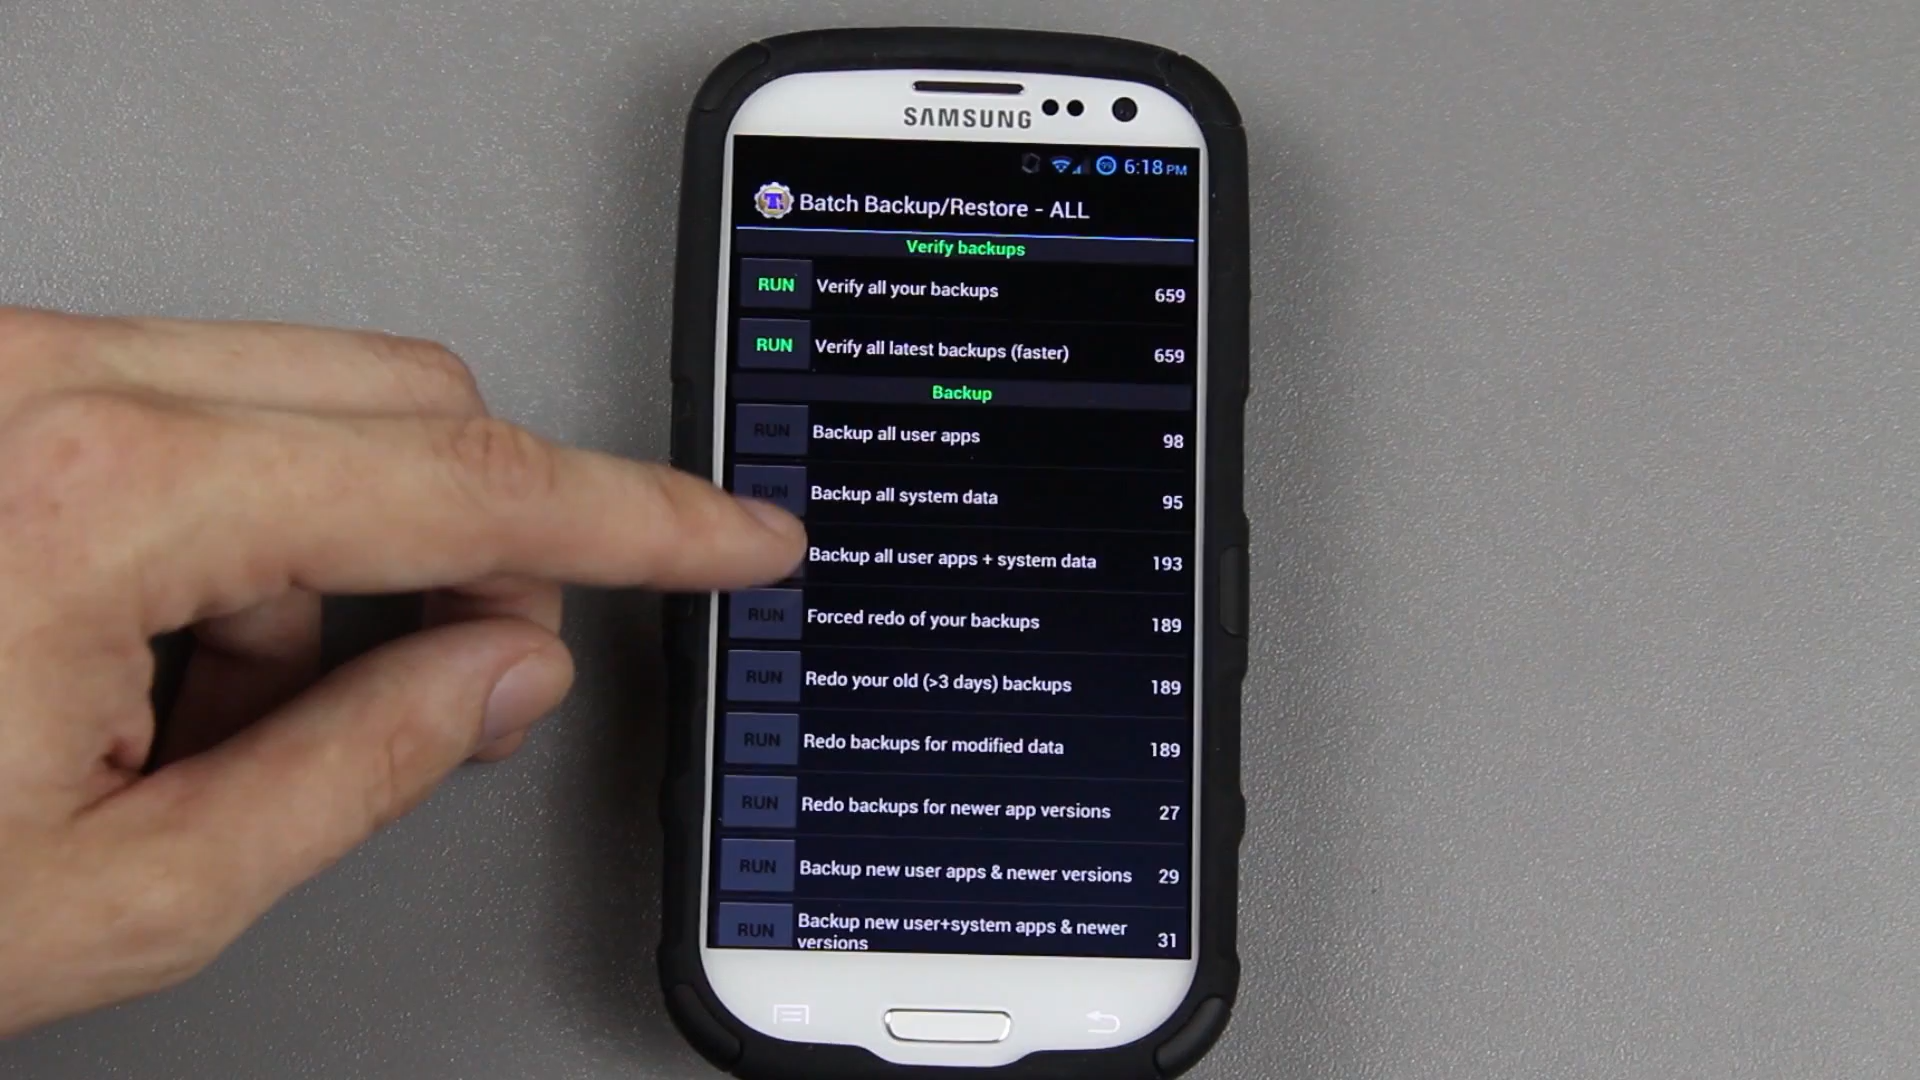 SAMSUNG
6:18 PM
Batch Backup/Restore - ALL
Verify backups
RUN Verify all your backups 659
RUN Verify all latest backups (faster) 659
Backup
RUN Backup all user apps 98
RUN Backup all system data 95
Backup all user apps + system data 193
RUN Forced redo of your backups 189
RUN Redo your old (>3 days) backups 189
RUN Redo backups for modified data 189
RUN Redo backups for newer app versions 27
RUN Backup new user apps & newer versions 29
RUN Backup new user+system apps & newer 31
versions